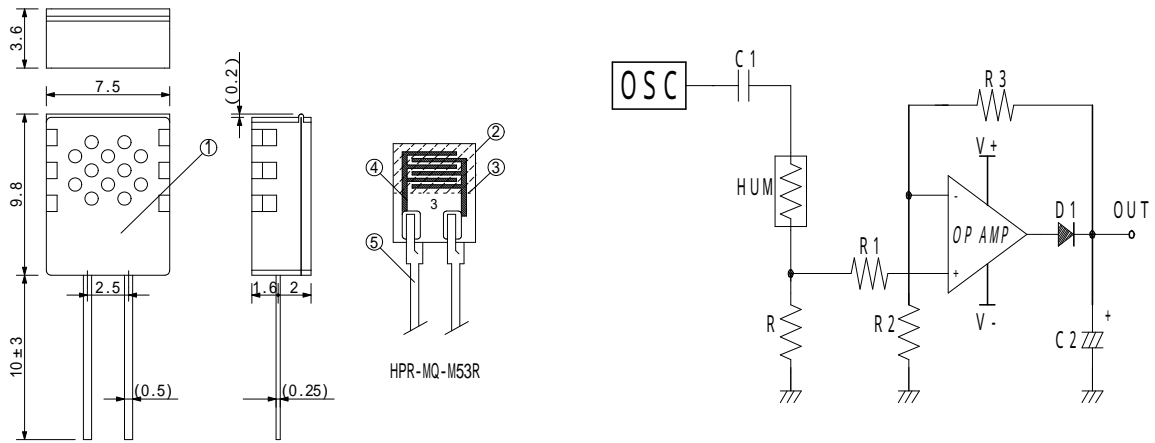 3.6
7.5
(0.2)
9.8
①
2.5
10±3
(0.5)
1.6
2
(0.25)
②
③
④
3
⑤
HPR-MQ-M53R
OSC
C1
HUM
R
R1
R2
R3
V+
-
OP AMP
+
V-
D1
OUT
+
C2